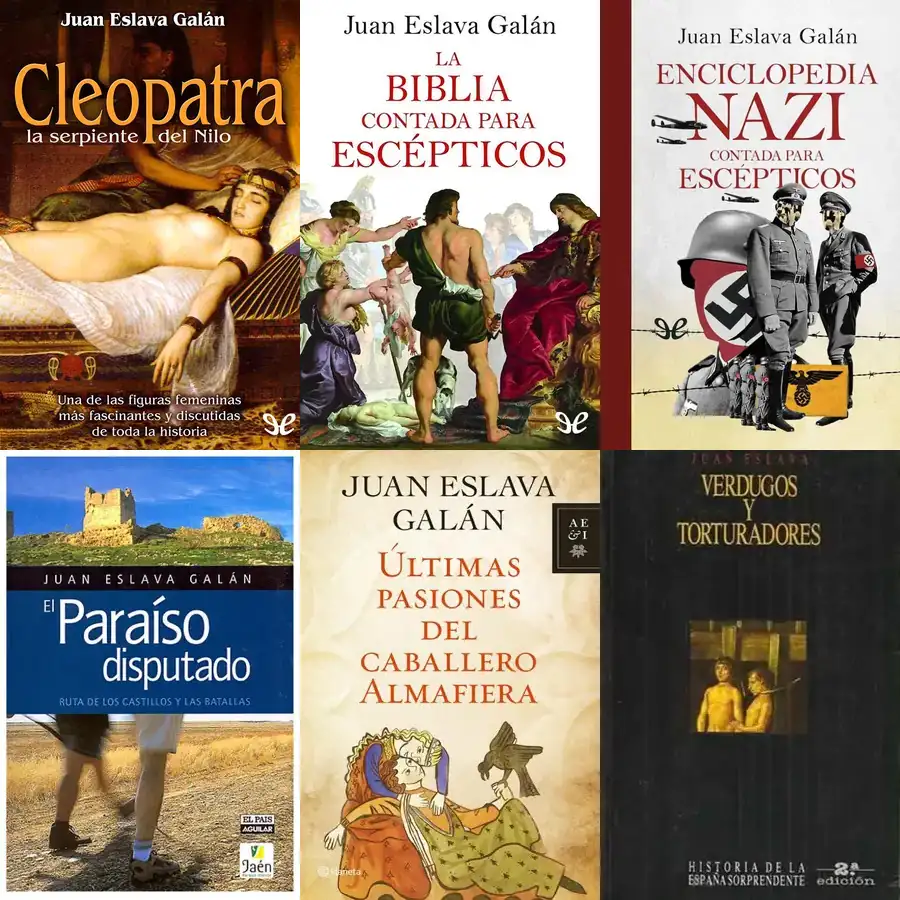 Juan Eslava Galán
Cleopatra
la serpiente del Nilo
Una de las figuras femeninas
más fascinantes y discutidas
de toda la historia
Juan Eslava Galán
LA
BIBLIA
CONTADA PARA
ESCÉPTICOS
Juan Eslava Galán
ENCICLOPEDIA
NAZI
CONTADA PARA
ESCÉPTICOS
JUAN ESLAVA GALÁN
El Paraíso
disputado
RUTA DE LOS CASTILLOS Y LAS BATALLAS
EL PAIS
AGUILAR
Jaén
JUAN ESLAVA
GALÁN
AE
& I
ÚLTIMAS
PASIONES
DEL
CABALLERO
ALMAFIERA
Planeta
JUAN ESLAVA
VERDUGOS
Y
TORTURADORES
HISTORIA DE LA
ESPAÑA SORPRENDENTE
2ª
edición